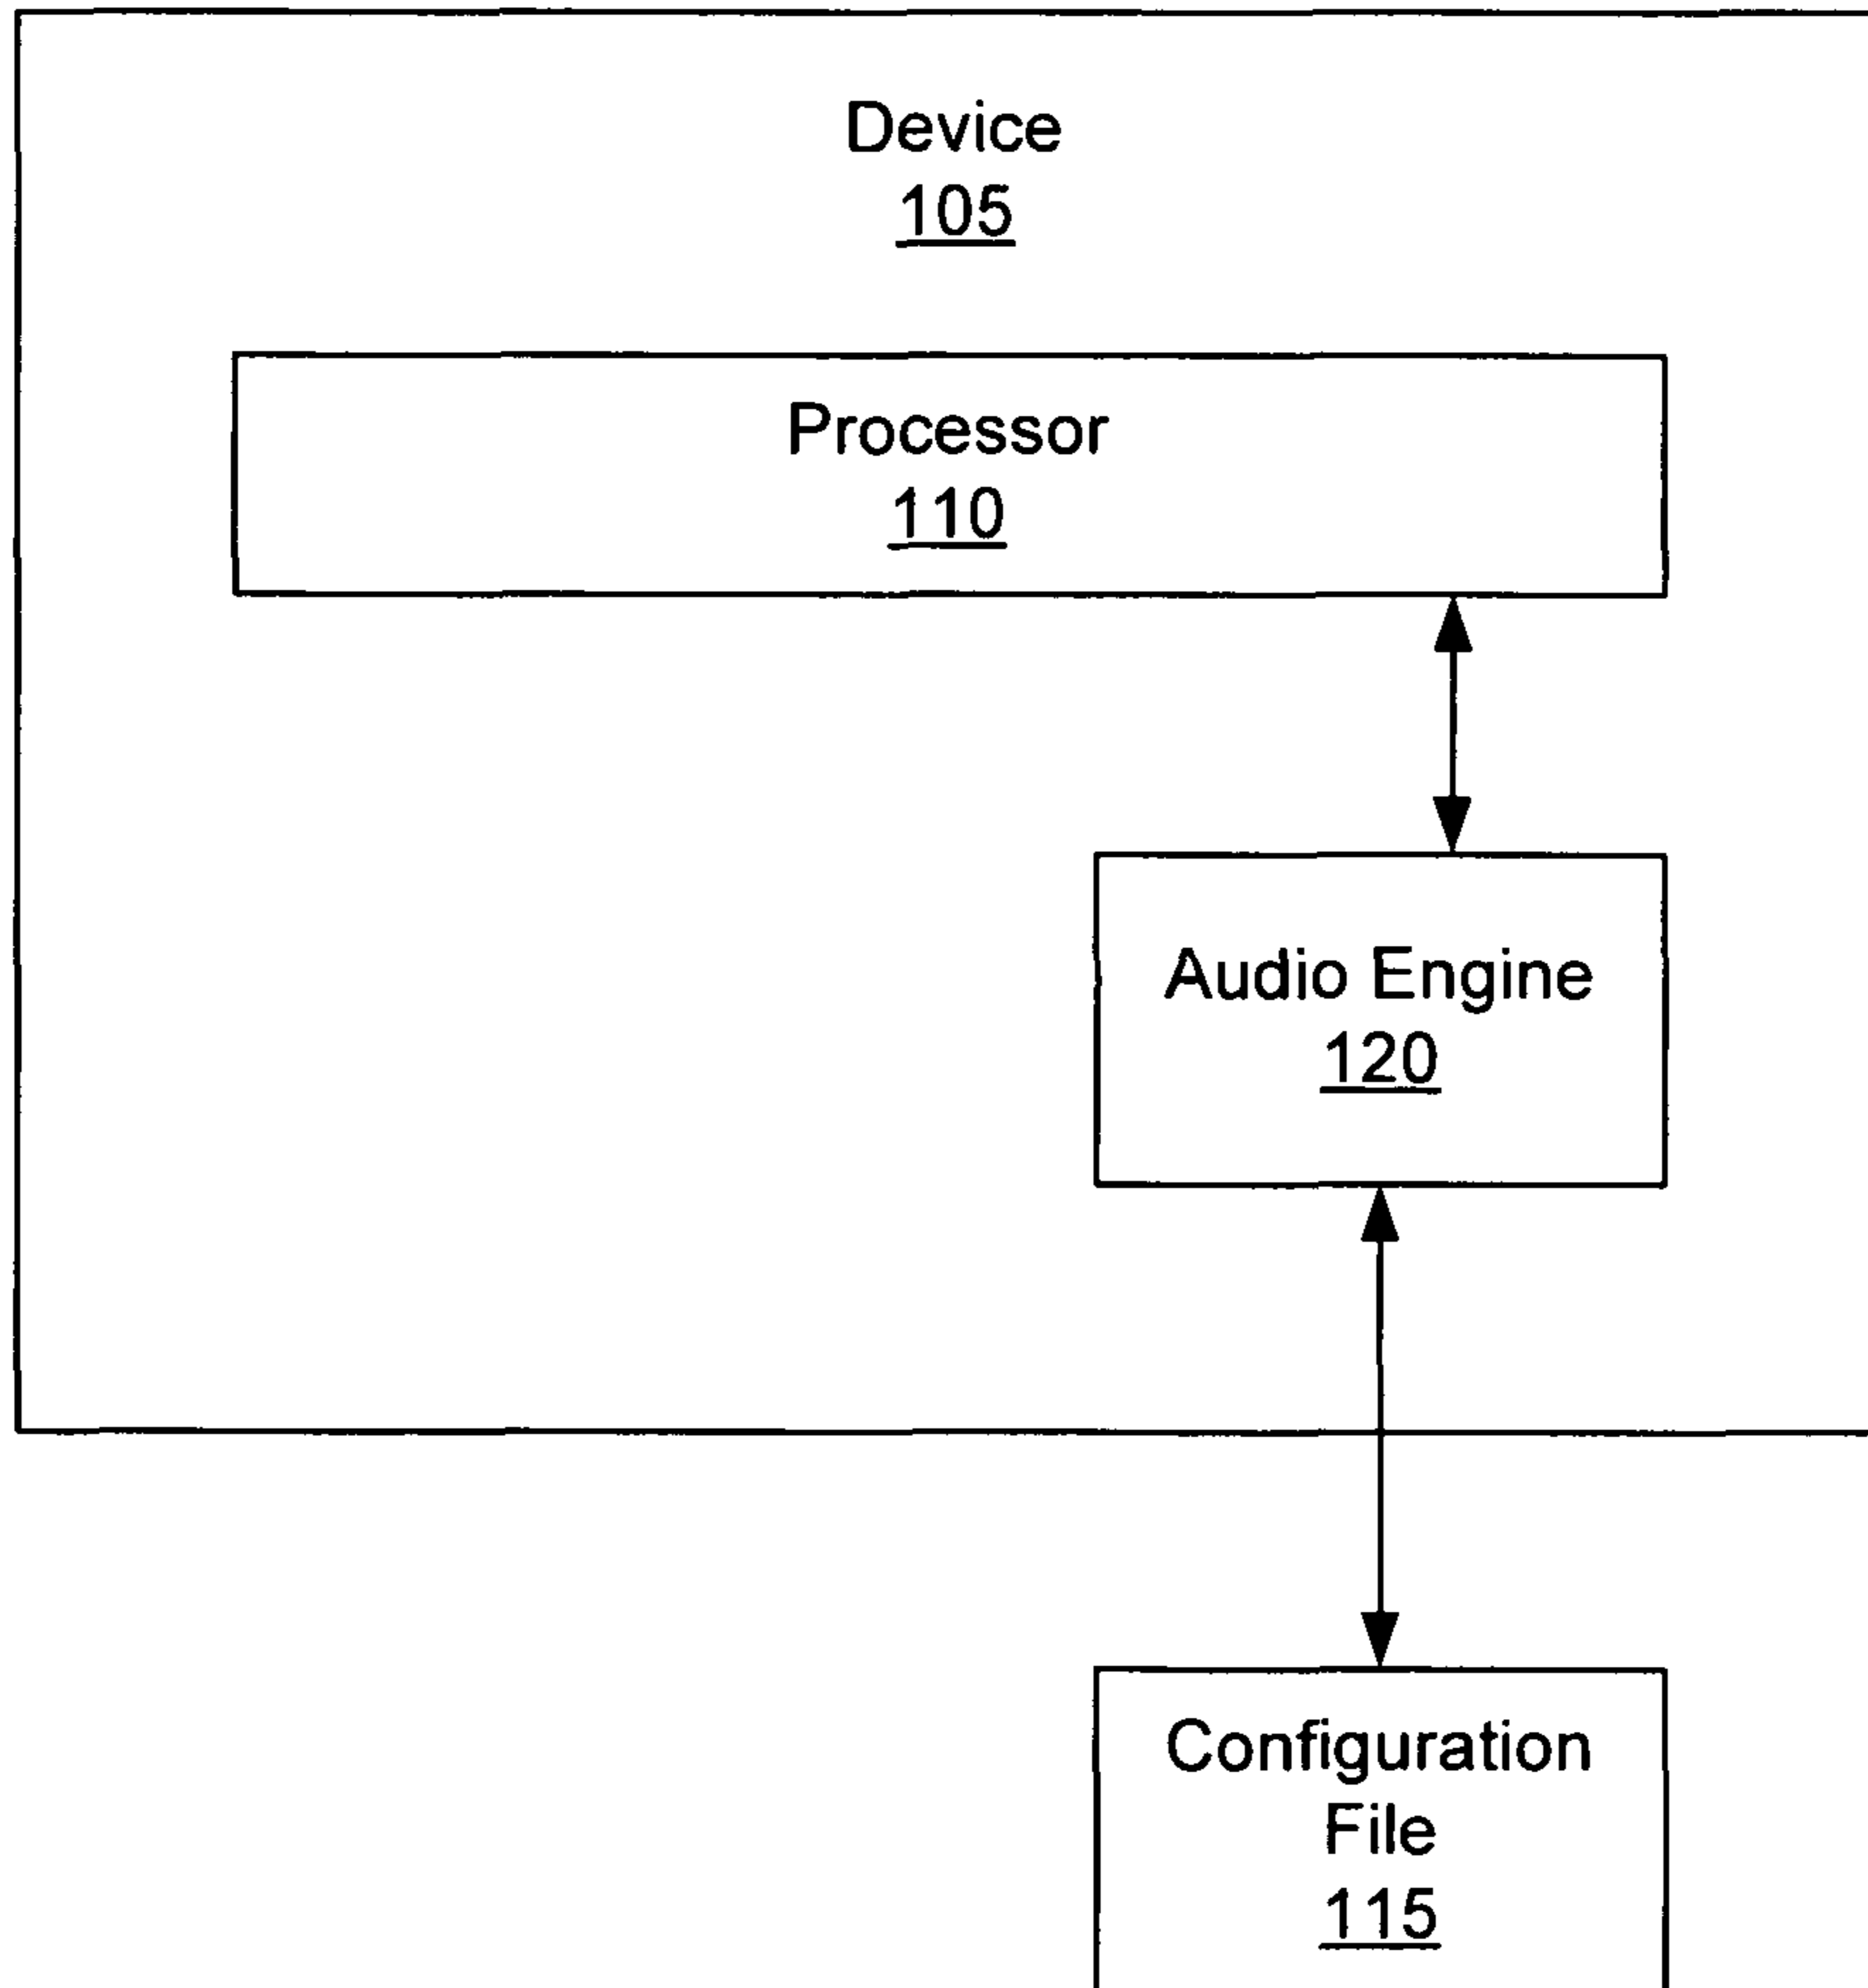 Device
105
Processor
110
Audio Engine
120
Configuration
File
115